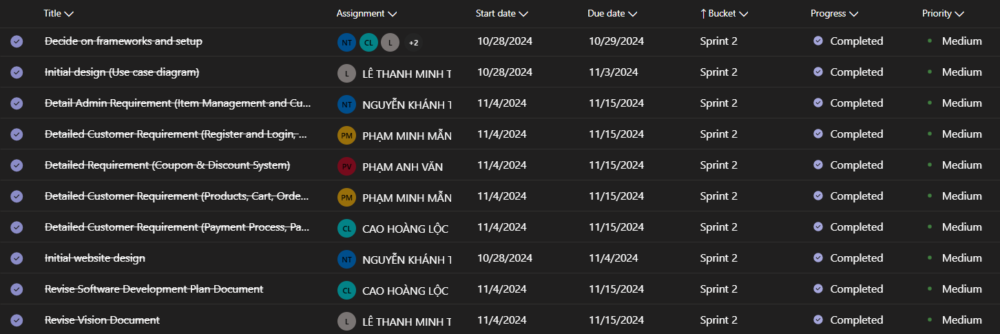 Title Assignment Start date Due date Bucket Progress Priority
Decide on frameworks and setup NT CL L +2 10/28/2024 10/29/2024 Sprint 2 Completed Medium
Initial design (Use case diagram) L LÊ THANH MINH T 10/28/2024 11/3/2024 Sprint 2 Completed Medium
Detail Admin Requirement (Item Management and Cu... NT NGUYỄN KHÁNH T 11/4/2024 11/15/2024 Sprint 2 Completed Medium
Detailed Customer Requirement (Register and Login, ... PM PHẠM MINH MẪN 11/4/2024 11/15/2024 Sprint 2 Completed Medium
Detailed Requirement (Coupon & Discount System) PV PHẠM ANH VĂN 11/4/2024 11/15/2024 Sprint 2 Completed Medium
Detailed Customer Requirement (Products, Cart, Orde... PM PHẠM MINH MẪN 11/4/2024 11/15/2024 Sprint 2 Completed Medium
Detailed Customer Requirement (Payment Process, Pa... CL CAO HOÀNG LỘC 11/4/2024 11/15/2024 Sprint 2 Completed Medium
Initial website design NT NGUYỄN KHÁNH T 10/28/2024 11/4/2024 Sprint 2 Completed Medium
Revise Software Development Plan Document CL CAO HOÀNG LỘC 11/4/2024 11/15/2024 Sprint 2 Completed Medium
Revise Vision Document L LÊ THANH MINH T 11/4/2024 11/15/2024 Sprint 2 Completed Medium